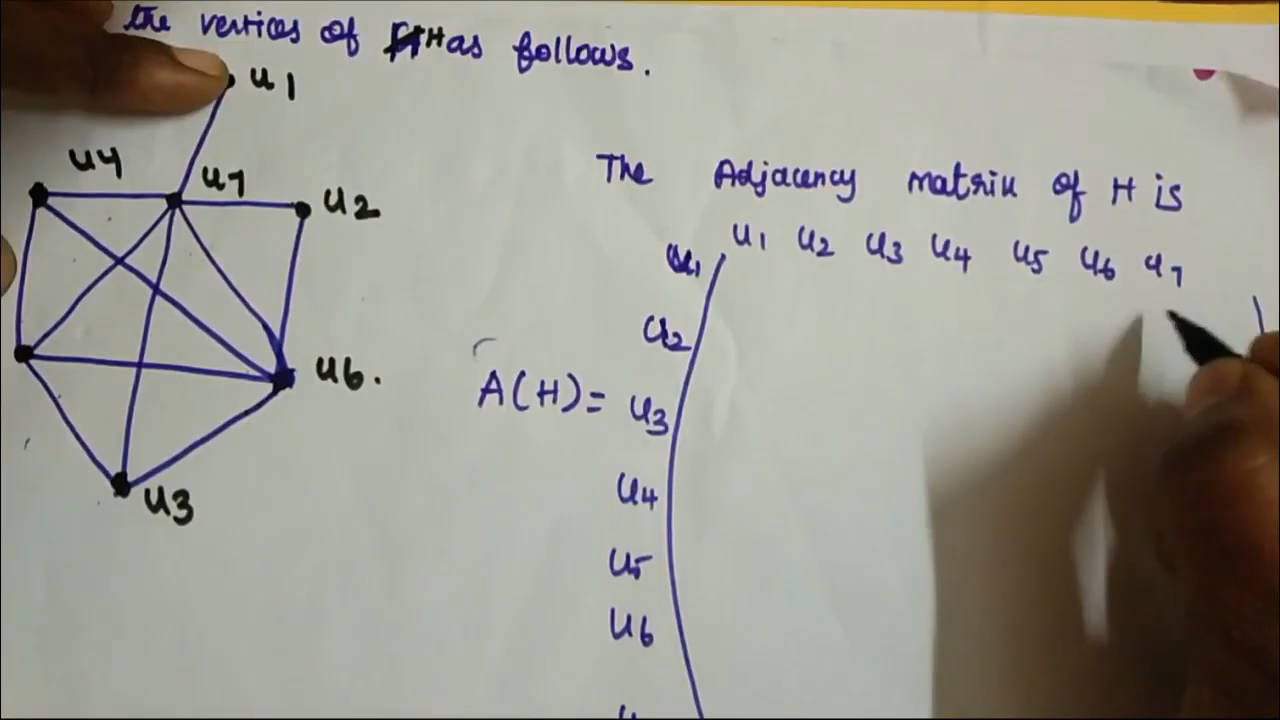 the vertices of H as follows.
u1
u4 u7 u2
u6.
u3
The Adjacency matrix of H is
u1 u2 u3 u4 u5 u6 u7
u1
u2
A(H) = u3
u4
u5
u6